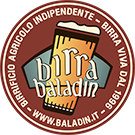 BIRRIFICIO AGRICOLO INDIPENDENTE - BIRRA VIVA DAL 1996
birra
baladin
- WWW.BALADIN.IT -